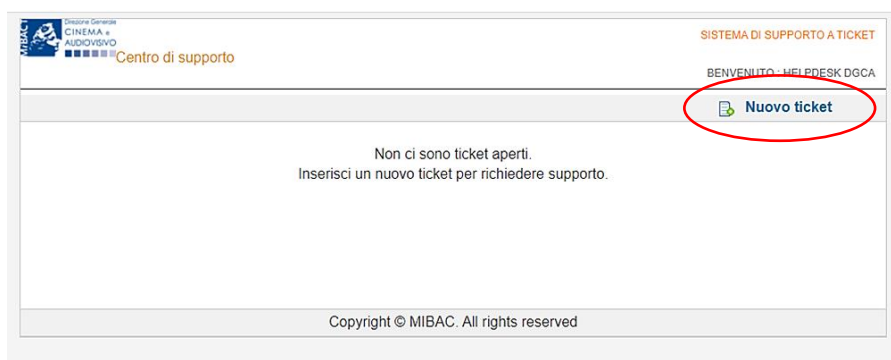 MiBACT
Direzione Generale
CINEMA e
AUDIOVISIVO
Centro di supporto
SISTEMA DI SUPPORTO A TICKET
BENVENUTO : HELPDESK DGCA
Nuovo ticket
Non ci sono ticket aperti.
Inserisci un nuovo ticket per richiedere supporto.
Copyright © MIBAC. All rights reserved